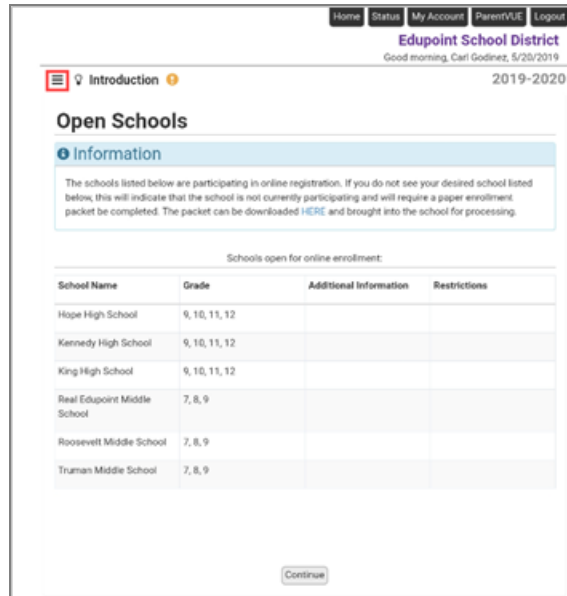 Home Status My Account ParentVUE Logout
Edupoint School District
Good morning, Carl Godinez, 5/20/2019
Introduction
2019-2020
Open Schools
Information
The schools listed below are participating in online registration. If you do not see your desired school listed
below, this will indicate that the school is not currently participating and will require a paper enrollment
packet be completed. The packet can be downloaded HERE and brought into the school for processing.
Schools open for online enrollment:
School Name Grade Additional Information Restrictions
Hope High School 9, 10, 11, 12
Kennedy High School 9, 10, 11, 12
King High School 9, 10, 11, 12
Real Edupoint Middle 7, 8, 9
School
Roosevelt Middle School 7, 8, 9
Truman Middle School 7, 8, 9
Continue